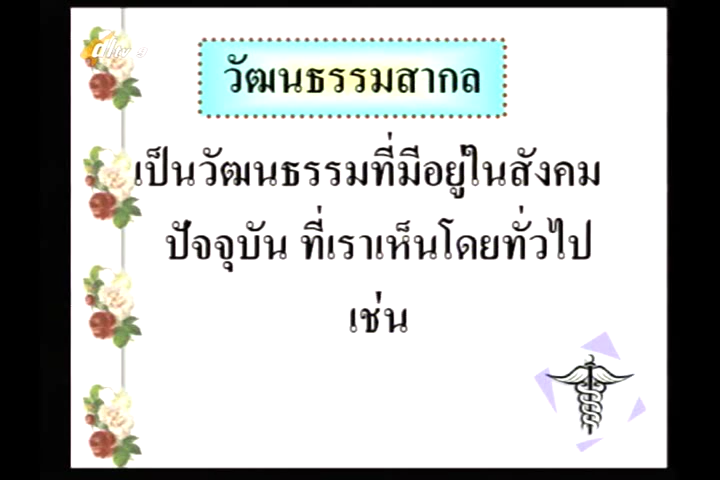 วัฒนธรรมสากล
เป็นวัฒนธรรมที่มีอยู่ในสังคม
ปัจจุบัน ที่เราเห็นโดยทั่วไป
เช่น